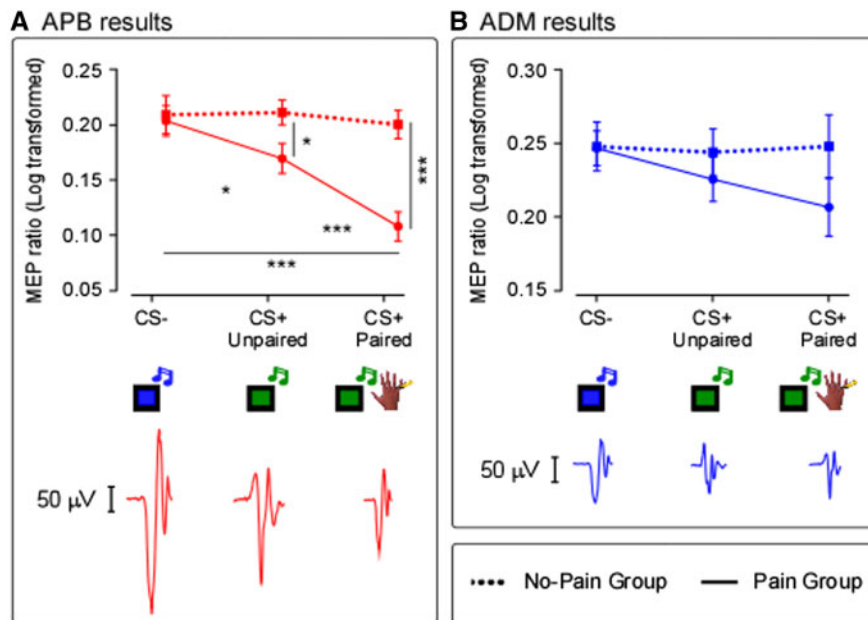 A APB results
MEP ratio (Log transformed)
0.25
0.20
0.15
0.10
0.05
*
***
*
***
***
CS-
CS+
Unpaired
CS+
Paired
50 µV
B ADM results
MEP ratio (Log transformed)
0.30
0.25
0.20
0.15
CS-
CS+
Unpaired
CS+
Paired
50 µV
No-Pain Group
Pain Group